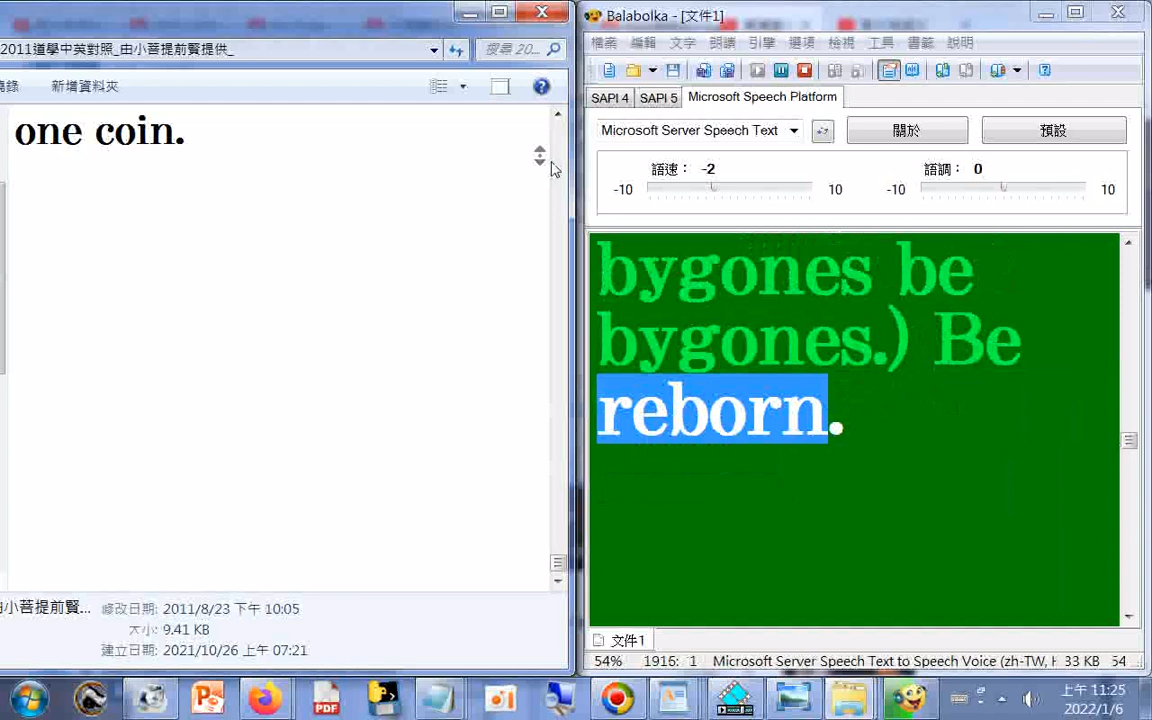 2011道學中英對照_由小菩提前賢提供_
搜尋 20...
新增資料夾
one coin.
由小菩提前賢...
修改日期: 2011/8/23 下午 10:05
大小: 9.41 KB
建立日期: 2021/10/26 上午 07:21
Balabolka - [文件1]
檔案 編輯 文字 朗讀 引擎 選項 檢視 工具 書籤 說明
SAPI 4 SAPI 5 Microsoft Speech Platform
Microsoft Server Speech Text
關於 預設
語速： -2
-10 10
語調： 0
-10 10
bygones be
bygones.) Be
reborn.
文件1
54% 1916: 1 Microsoft Server Speech Text to Speech Voice (zh-TW, H 33 KB 54
PDF
上午 11:25
2022/1/6